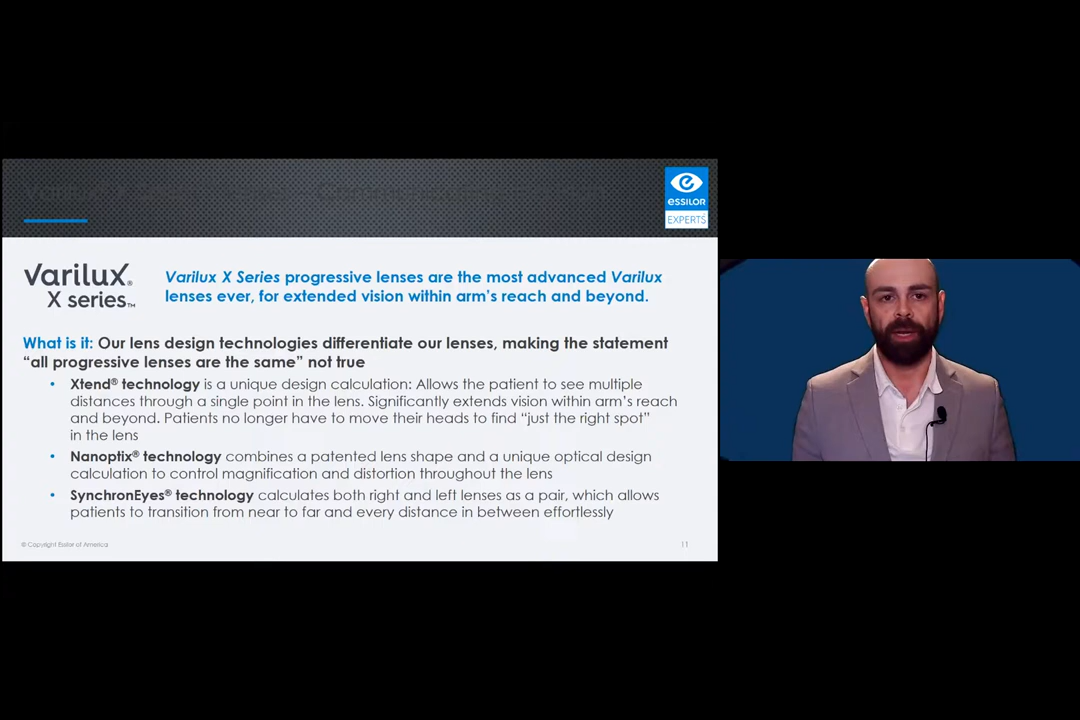 essilor
EXPERTS
Varilux®
X series™
Varilux X Series progressive lenses are the most advanced Varilux
lenses ever, for extended vision within arm's reach and beyond.
What is it: Our lens design technologies differentiate our lenses, making the statement
“all progressive lenses are the same” not true
• Xtend® technology is a unique design calculation: Allows the patient to see multiple
distances through a single point in the lens. Significantly extends vision within arm's reach
and beyond. Patients no longer have to move their heads to find “just the right spot”
in the lens
• Nanoptix® technology combines a patented lens shape and a unique optical design
calculation to control magnification and distortion throughout the lens
• SynchronEyes® technology calculates both right and left lenses as a pair, which allows
patients to transition from near to far and every distance in between effortlessly
© Copyright Essilor of America
11